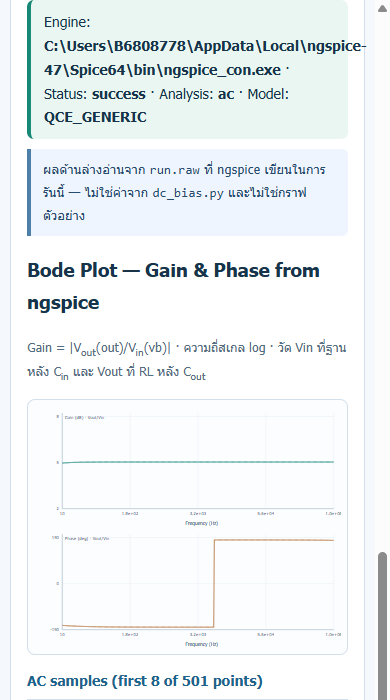 Engine:
C:\Users\B6808778\AppData\Local\ngspice-
47\Spice64\bin\ngspice_con.exe ·
Status: success · Analysis: ac · Model:
QCE_GENERIC
ผลด้านล่างอ่านจาก run.raw ที่ ngspice เขียนในการ
รันนี้ — ไม่ใช่ค่าจาก dc_bias.py และไม่ใช่กราฟ
ตัวอย่าง
Bode Plot — Gain & Phase from
ngspice
Gain = |Vout(out)/Vin(vb)| · ความถี่สเกล log · วัด Vin ที่ฐาน
หลัง Cin และ Vout ที่ RL หลัง Cout
Gain (dB) · Vout/Vin
Frequency (Hz)
Phase (deg) · Vout/Vin
Frequency (Hz)
AC samples (first 8 of 501 points)